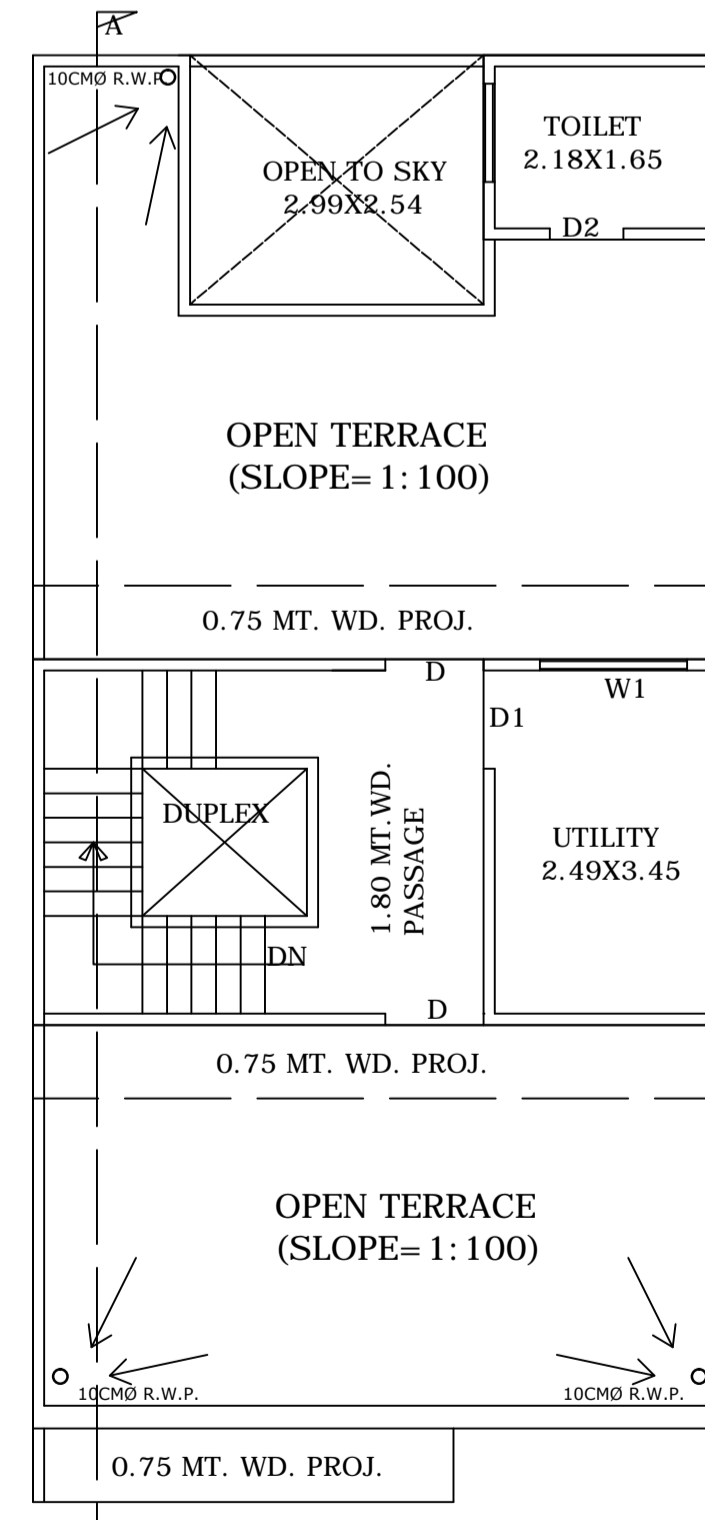 A
10CMØ R.W.P
OPEN TO SKY
2.99X2.54
TOILET
2.18X1.65
D2
OPEN TERRACE
(SLOPE= 1: 100)
0.75 MT. WD. PROJ.
D
W1
D1
DUPLEX
1.80 MT.WD.
PASSAGE
UTILITY
2.49X3.45
DN
D
0.75 MT. WD. PROJ.
OPEN TERRACE
(SLOPE= 1: 100)
10CMØ R.W.P.
10CMØ R.W.P.
0.75 MT. WD. PROJ.